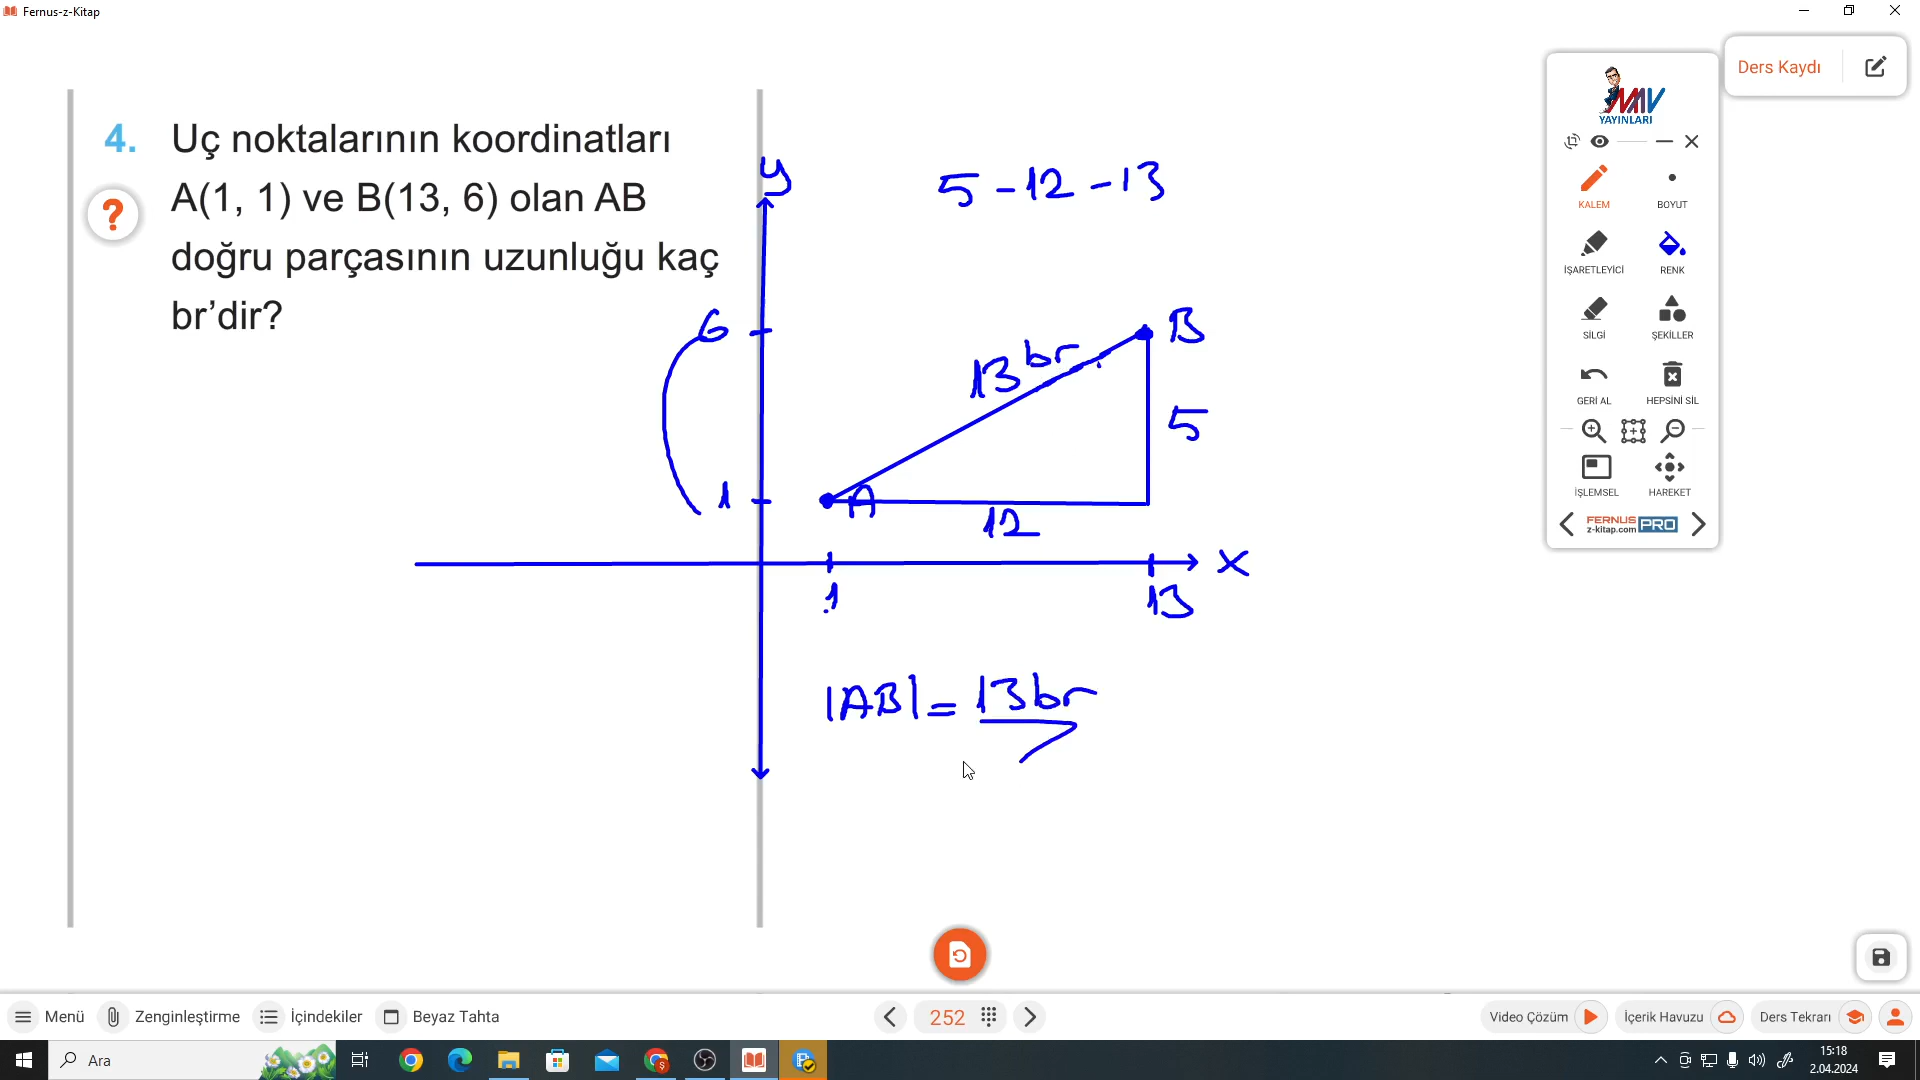 Fernus-z-Kitap
Ders Kaydı
4. Uç noktalarının koordinatları
A(1, 1) ve B(13, 6) olan AB
doğru parçasının uzunluğu kaç
br’dir?
?
y
5 - 12 - 13
6
13 br
B
5
1
A
12
x
1
13
|AB| = 13br
MMV
YAYINLARI
KALEM
BOYUT
İŞARETLEYİCİ
RENK
SİLGİ
ŞEKİLLER
GERİ AL
HEPSİNİ SİL
İŞLEMSEL
HAREKET
FERNUS
z-kitap.com PRO
Menü
Zenginleştirme
İçindekiler
Beyaz Tahta
252
Video Çözüm
İçerik Havuzu
Ders Tekrarı
Ara
15:18
2.04.2024